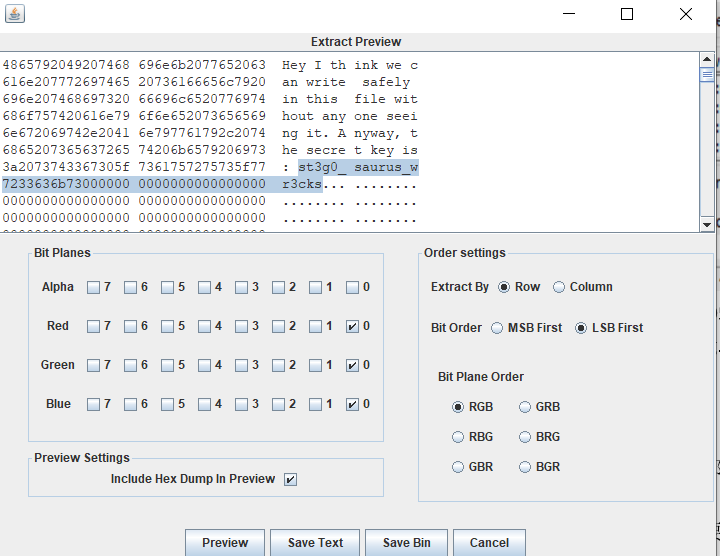 Extract Preview
4865792049207468 696e6b2077652063 Hey I th ink we c
616e207772697465 20736166656c7920 an write  safely
696e207468697320 66696c6520776974 in this  file wit
686f757420616e79 6f6e652073656569 hout any one seei
6e672069742e2041 6e797761792c2074 ng it. A nyway, t
6865207365637265 74206b6579206973 he secre t key is
3a2073743367305f 7361757275735f77 : st3g0_ saurus_w
7233636b73000000 0000000000000000 r3cks... ........
0000000000000000 0000000000000000 ........ ........
0000000000000000 0000000000000000 ........ ........
Bit Planes
Alpha 7 6 5 4 3 2 1 0
Red 7 6 5 4 3 2 1 0
Green 7 6 5 4 3 2 1 0
Blue 7 6 5 4 3 2 1 0
Preview Settings
Include Hex Dump In Preview
Order settings
Extract By Row Column
Bit Order MSB First LSB First
Bit Plane Order
RGB GRB
RBG BRG
GBR BGR
Preview Save Text Save Bin Cancel